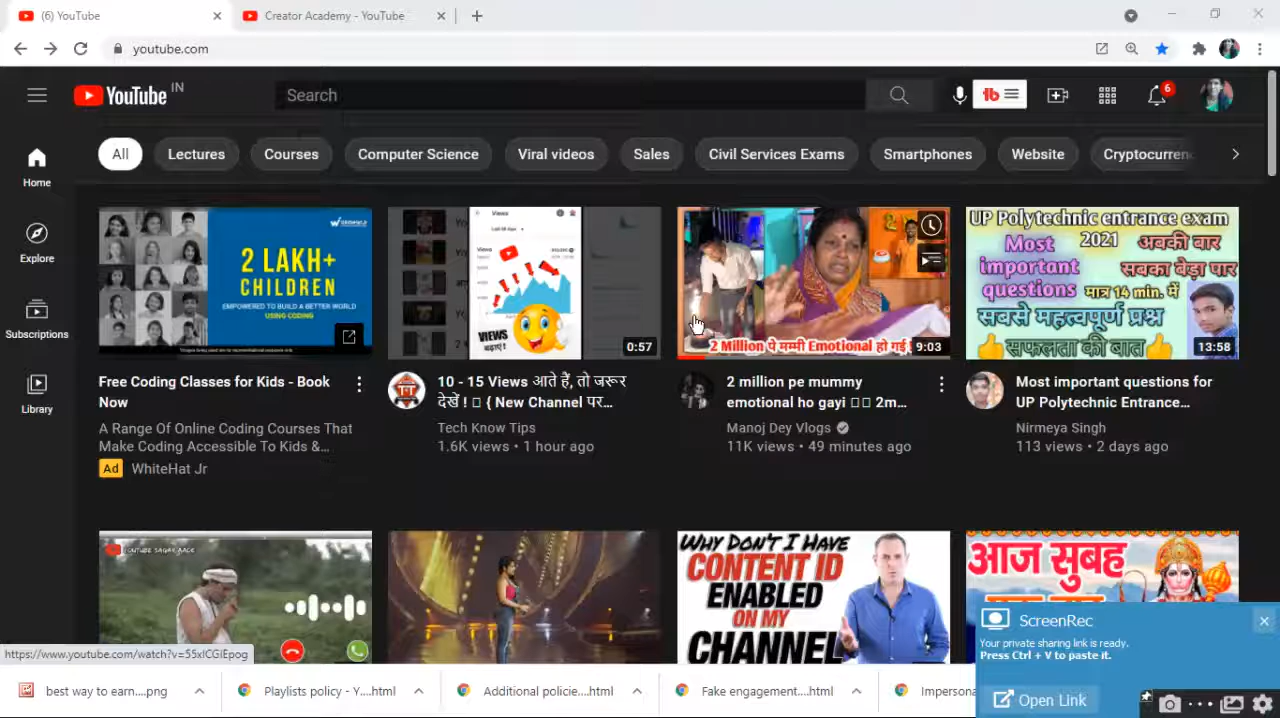 (6) YouTube
Creator Academy - YouTube
youtube.com
YouTube IN
Search
tb
6
All
Lectures
Courses
Computer Science
Viral videos
Sales
Civil Services Exams
Smartphones
Website
Cryptocurren
Home
Explore
Subscriptions
Library
2 LAKH+
CHILDREN
EMPOWERED TO BUILD A BETTER WORLD
USING CODING
Free Coding Classes for Kids - Book
Now
A Range Of Online Coding Courses That
Make Coding Accessible To Kids &...
Ad WhiteHat Jr
Views
VIEWS
बढ़ाएं !
0:57
10 - 15 Views आते हैं, तो जरूर
देखें ! { New Channel पर...
Tech Know Tips
1.6K views • 1 hour ago
2 Million पे मम्मी Emotional हो गई
9:03
2 million pe mummy
emotional ho gayi 2m...
Manoj Dey Vlogs
11K views • 49 minutes ago
UP Polytechnic entrance exam
2021
Most
important
questions
अबकी बार
सबका बेड़ा पार
मात्र 14 min. में
सबसे महत्वपूर्ण प्रश्न
सफलता की बात
13:58
Most important questions for
UP Polytechnic Entrance...
Nirmeya Singh
113 views • 2 days ago
WHY DON'T I HAVE
CONTENT ID
ENABLED
ON MY
CHANNEL
आज सुबह
https://www.youtube.com/watch?v=55xICGiEpog
ScreenRec
Your private sharing link is ready.
Press Ctrl + V to paste it.
Open Link
best way to earn....png
Playlists policy - Y....html
Additional policie....html
Fake engagement....html
Impersona